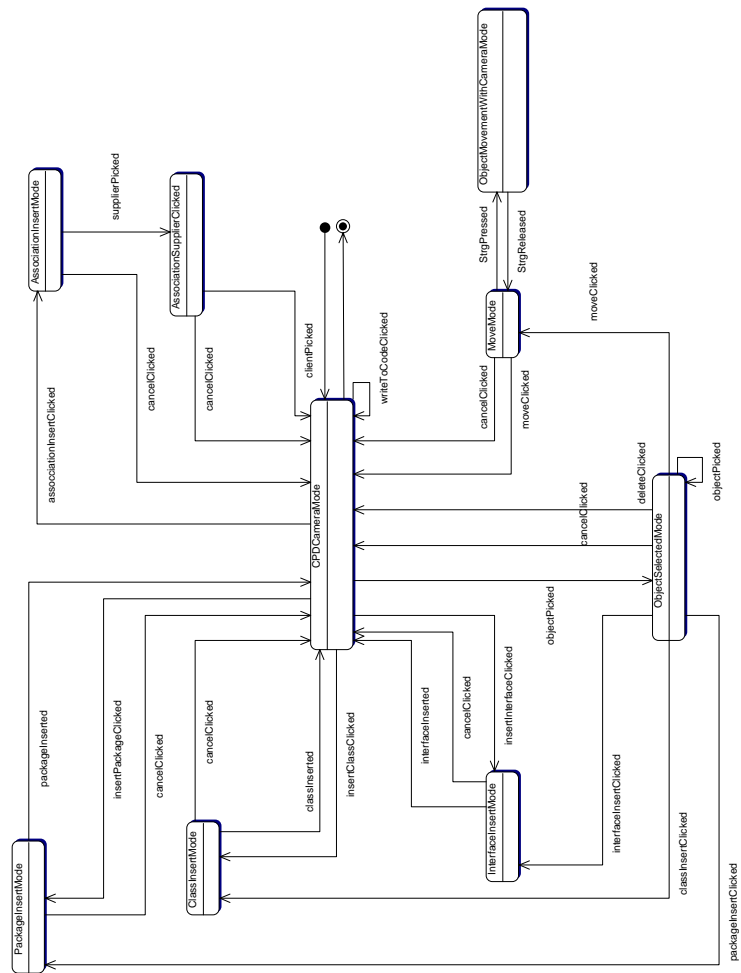 PackageInsertMode
packageInserted
insertPackageClicked
cancelClicked
ClassInsertMode
cancelClicked
classInserted
insertClassClicked
AssociationInsertMode
supplierPicked
AssociationSupplierClicked
assocciationInsertClicked
cancelClicked
cancelClicked
clientPicked
CPDCameraMode
writeToCodeClicked
interfaceInserted
cancelClicked
insertInterfaceClicked
InterfaceInsertMode
objectPicked
cancelClicked
deleteClicked
ObjectSelectedMode
objectPicked
cancelClicked
moveClicked
MoveMode
StrgPressed
StrgReleased
ObjectMovementWithCameraMode
moveClicked
interfaceInsertClicked
classInsertClicked
packageInsertClicked